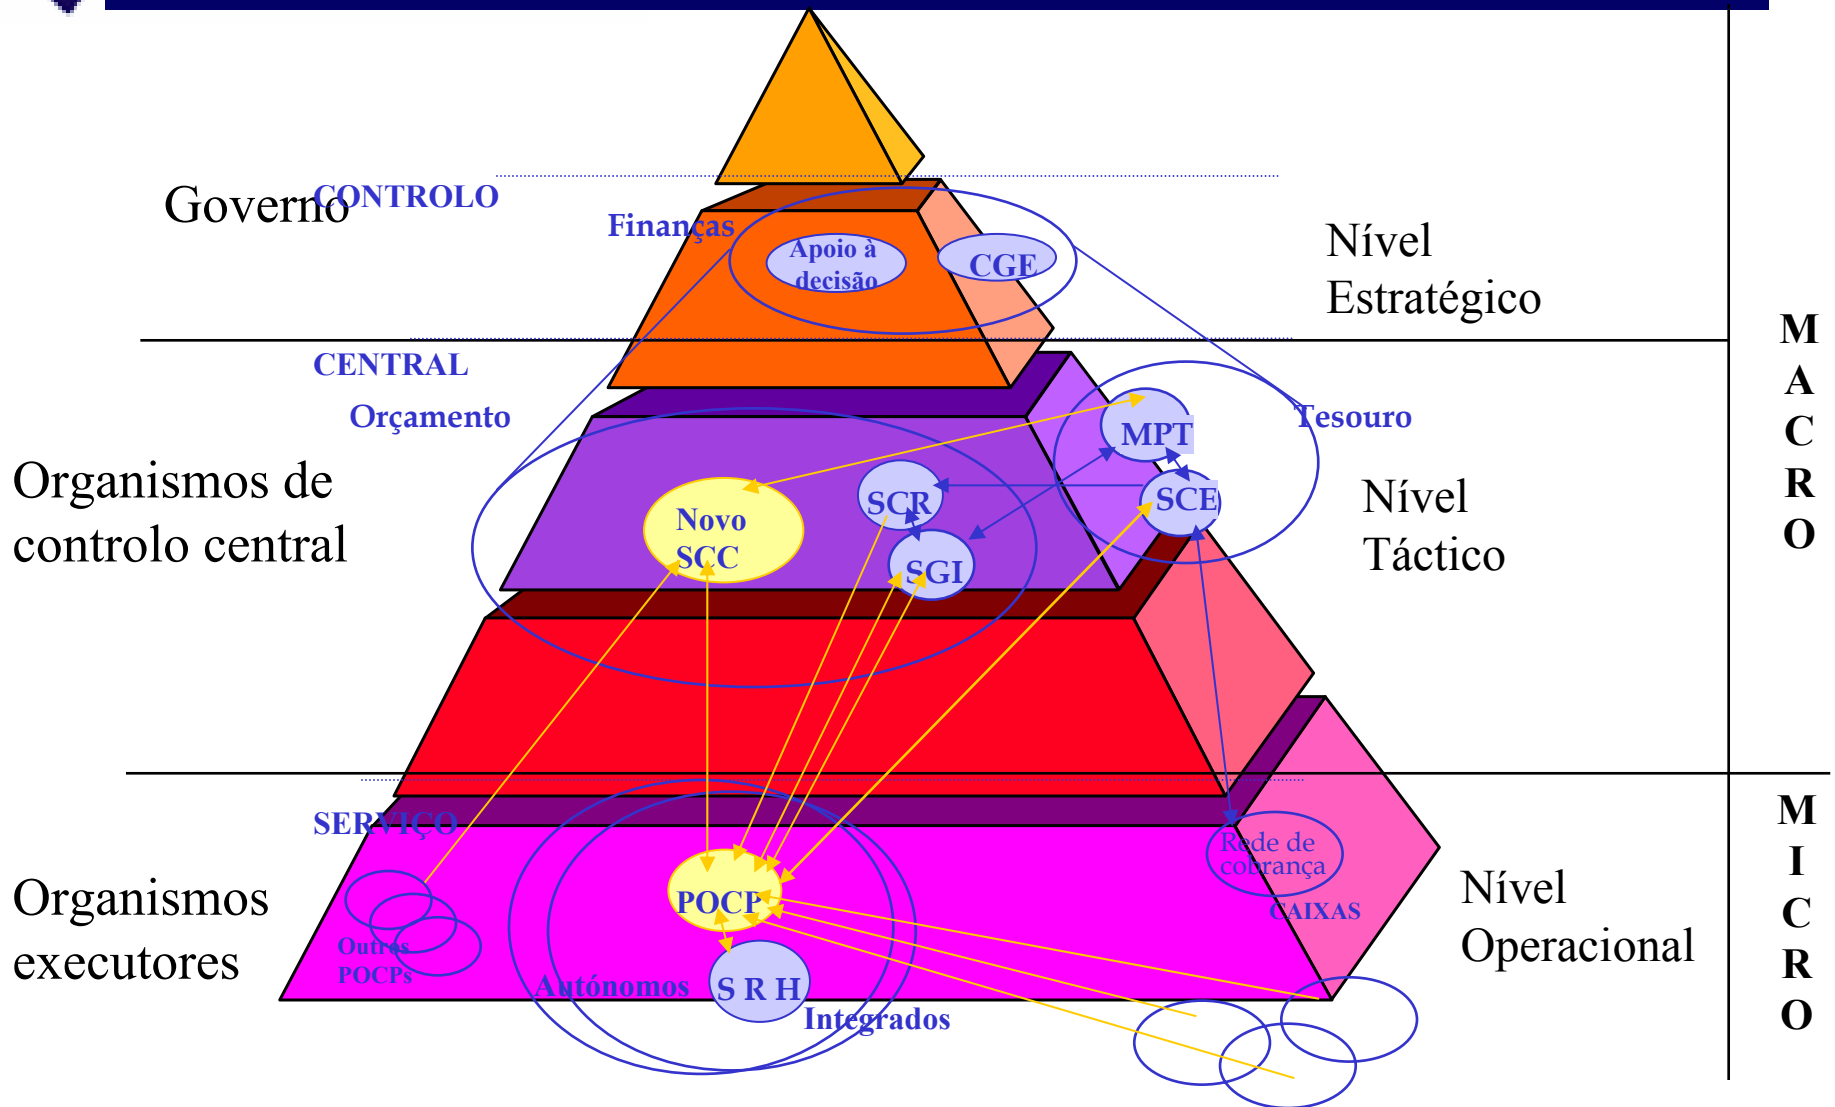 Governo
CONTROLO
Finanças
Apoio à
decisão
CGE
Nível
Estratégico
CENTRAL
Orçamento
Tesouro
MPT
SCE
SCR
SGI
Novo
SCC
Organismos de
controlo central
Nível
Táctico
M
A
C
R
O
SERVIÇO
Organismos
executores
Outros
POCPs
POCP
S R H
Autónomos
Integrados
Rede de
cobrança
CAIXAS
Nível
Operacional
M
I
C
R
O